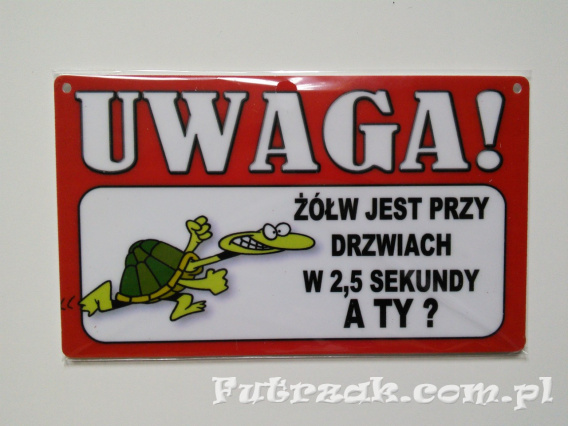 UWAGA!
ŻÓŁW JEST PRZY
DRZWIACH
W 2,5 SEKUNDY
A TY ?
Futrzak.com.pl